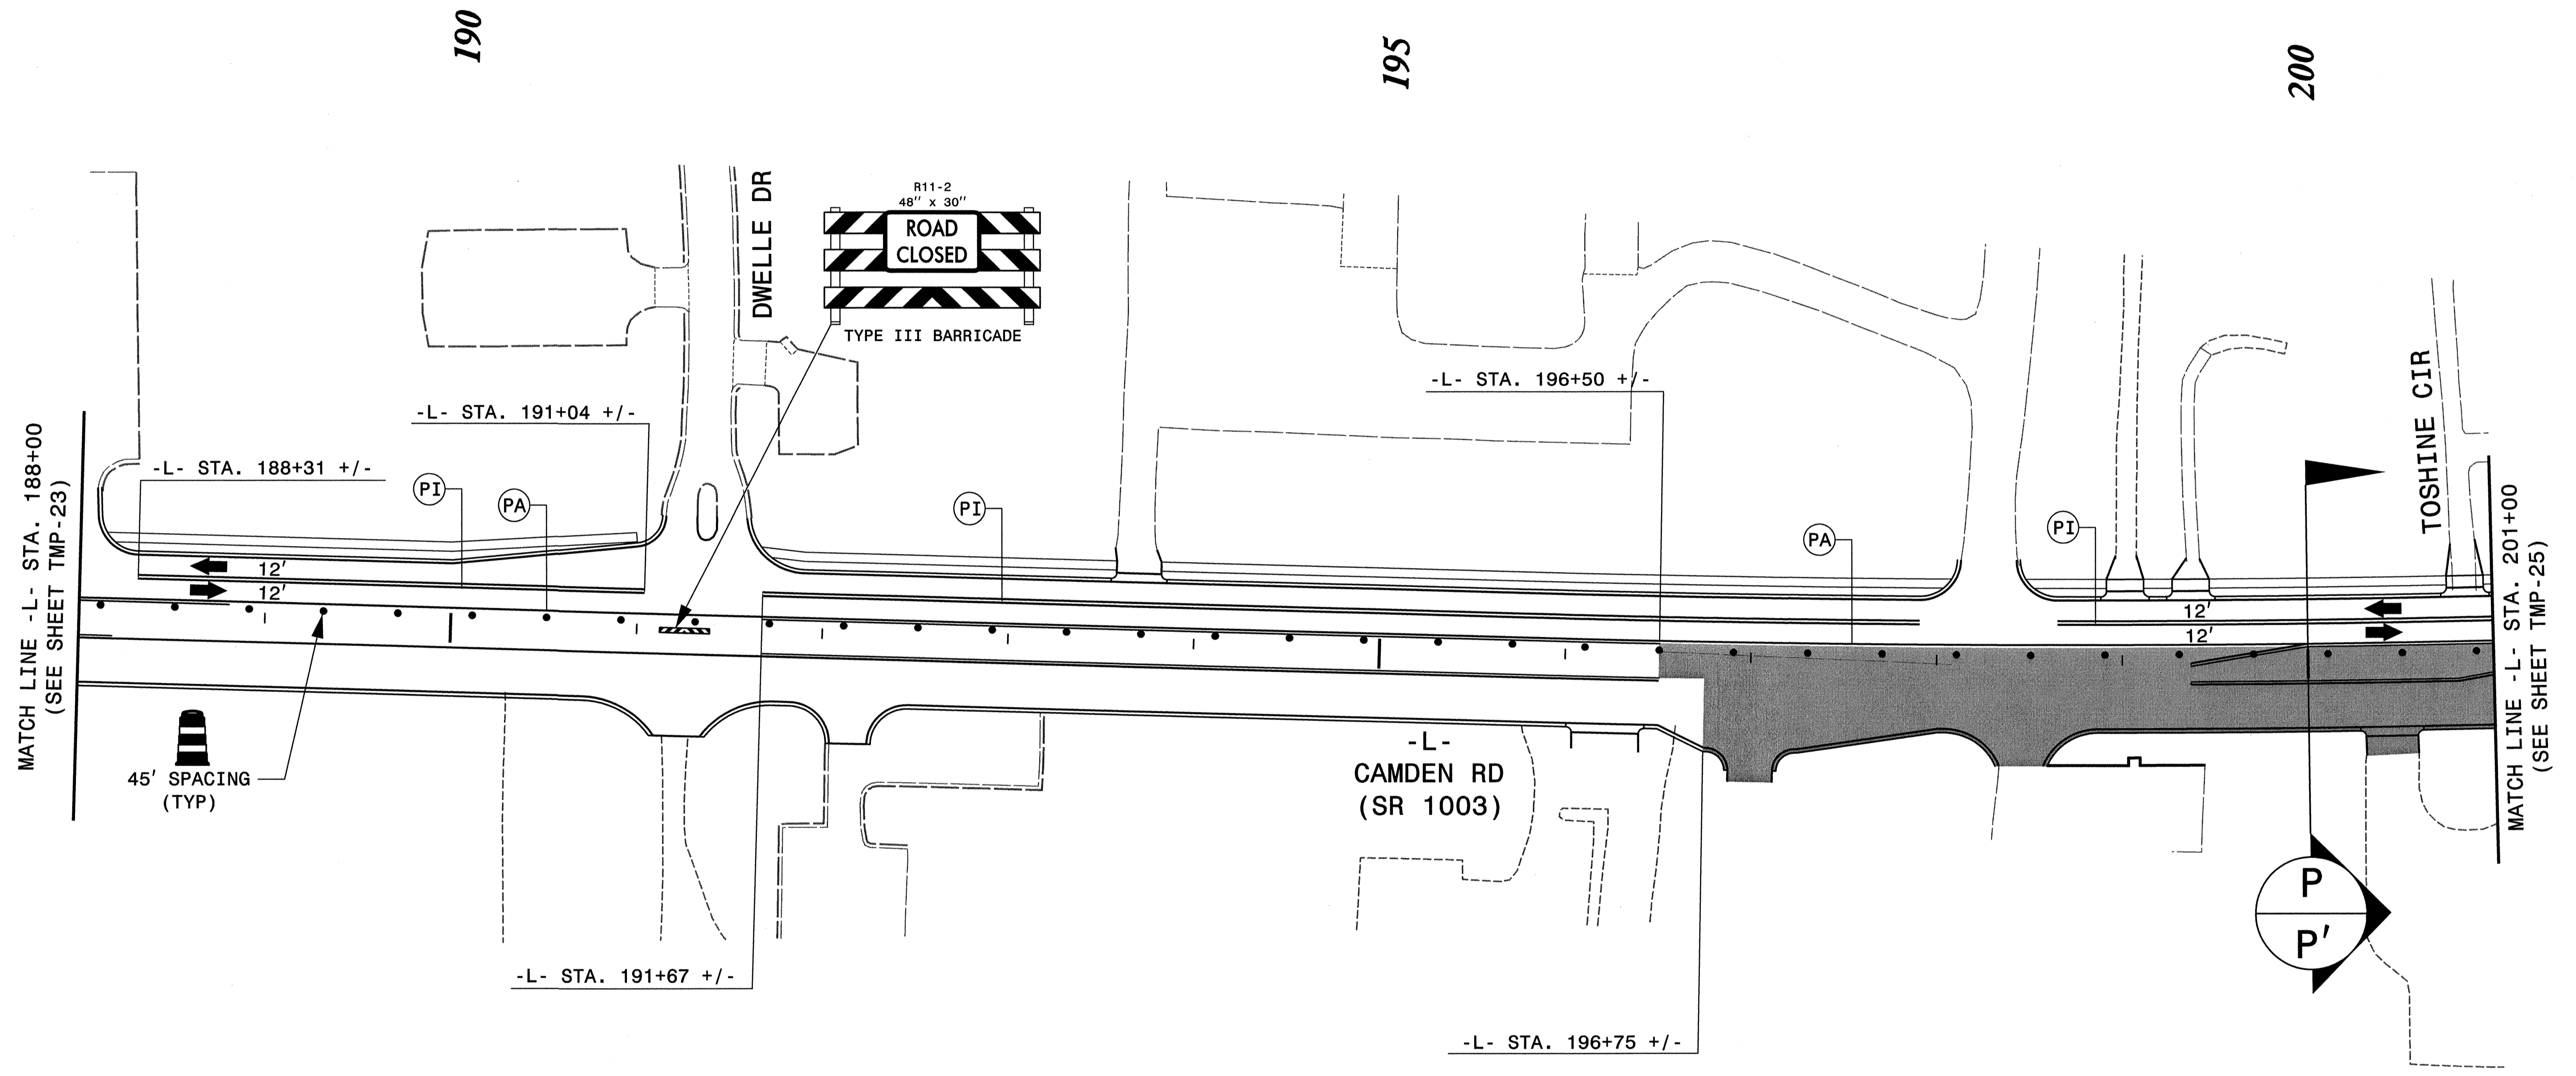 190
195
200
R11-2
48" x 30"
ROAD
CLOSED
TYPE III BARRICADE
DWELLE DR
-L- STA. 196+50 +/-
-L- STA. 191+04 +/-
-L- STA. 188+31 +/-
PI
PA
PI
PA
PI
TOSHINE CIR
MATCH LINE -L- STA. 188+00
(SEE SHEET TMP-23)
12'
12'
12'
12'
MATCH LINE -L- STA. 201+00
(SEE SHEET TMP-25)
45' SPACING
(TYP)
-L-
CAMDEN RD
(SR 1003)
P
P'
-L- STA. 191+67 +/-
-L- STA. 196+75 +/-